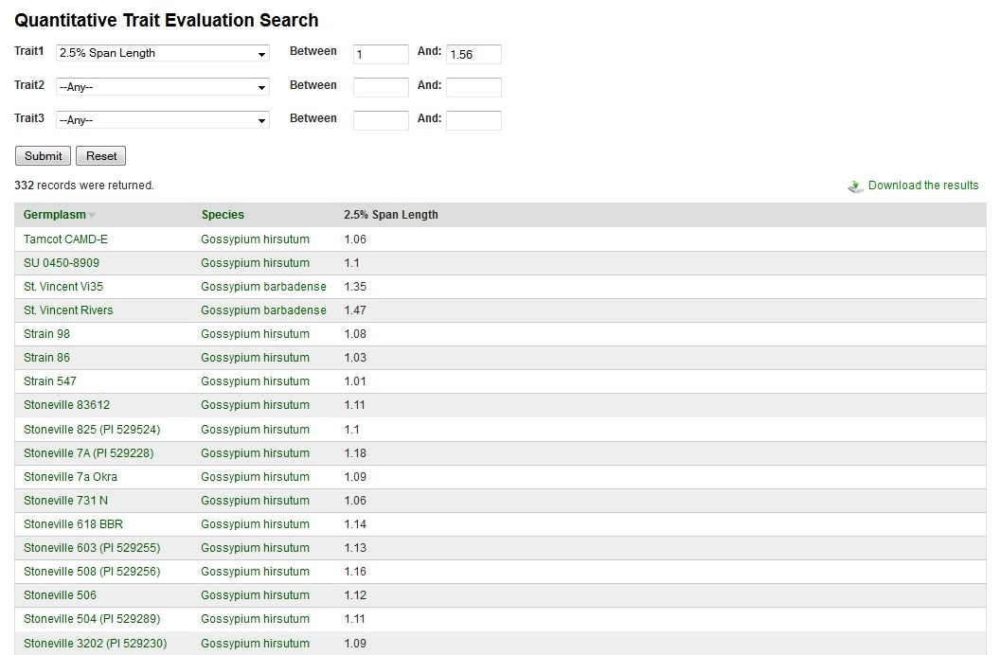 Quantitative Trait Evaluation Search
Trait1 2.5% Span Length Between 1 And: 1.56
Trait2 --Any-- Between And:
Trait3 --Any-- Between And:
Submit Reset
332 records were returned. Download the results
Germplasm Species 2.5% Span Length
Tamcot CAMD-E Gossypium hirsutum 1.06
SU 0450-8909 Gossypium hirsutum 1.1
St. Vincent Vi35 Gossypium barbadense 1.35
St. Vincent Rivers Gossypium barbadense 1.47
Strain 98 Gossypium hirsutum 1.08
Strain 86 Gossypium hirsutum 1.03
Strain 547 Gossypium hirsutum 1.01
Stoneville 83612 Gossypium hirsutum 1.11
Stoneville 825 (PI 529524) Gossypium hirsutum 1.1
Stoneville 7A (PI 529228) Gossypium hirsutum 1.18
Stoneville 7a Okra Gossypium hirsutum 1.09
Stoneville 731 N Gossypium hirsutum 1.06
Stoneville 618 BBR Gossypium hirsutum 1.14
Stoneville 603 (PI 529255) Gossypium hirsutum 1.13
Stoneville 508 (PI 529256) Gossypium hirsutum 1.16
Stoneville 506 Gossypium hirsutum 1.12
Stoneville 504 (PI 529289) Gossypium hirsutum 1.11
Stoneville 3202 (PI 529230) Gossypium hirsutum 1.09